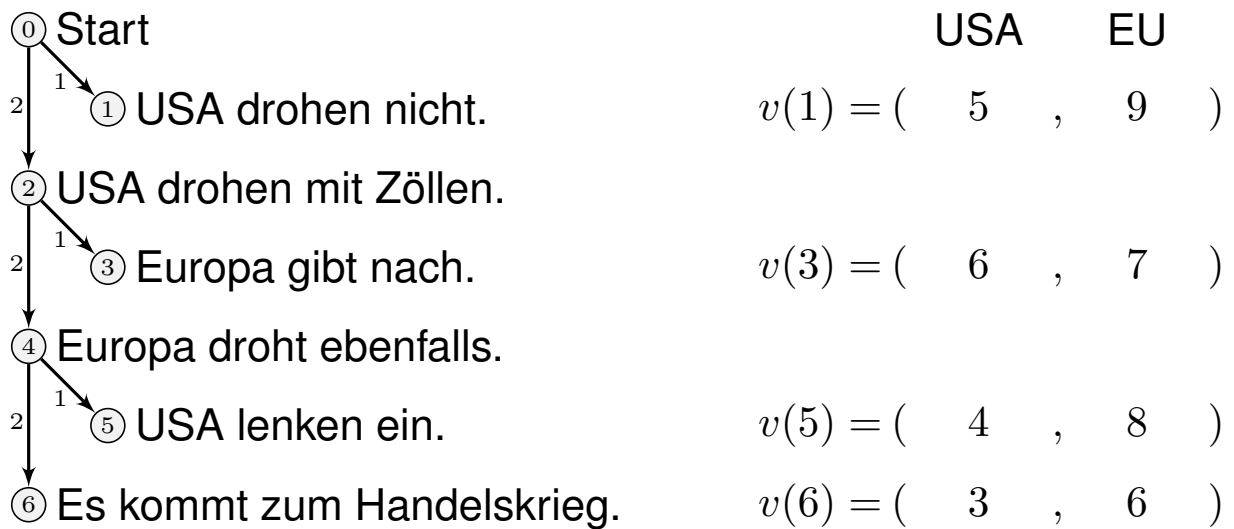 0 Start USA EU
1 1 USA drohen nicht. v(1) = ( 5 , 9 )
2
2 USA drohen mit Zöllen.
1 3 Europa gibt nach. v(3) = ( 6 , 7 )
2
4 Europa droht ebenfalls.
1 5 USA lenken ein. v(5) = ( 4 , 8 )
2
6 Es kommt zum Handelskrieg. v(6) = ( 3 , 6 )